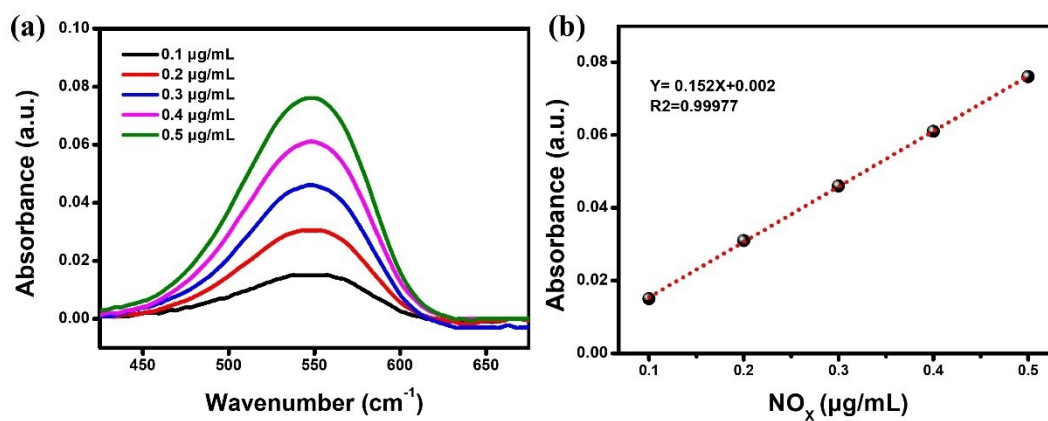 (a)
0.10
0.08
0.06
0.04
0.02
0.00
Absorbance (a.u.)
0.1 µg/mL
0.2 µg/mL
0.3 µg/mL
0.4 µg/mL
0.5 µg/mL
450 500 550 600 650
Wavenumber (cm⁻¹)
(b)
0.08
0.06
0.04
0.02
0.00
Absorbance (a.u.)
Y= 0.152X+0.002
R2=0.99977
0.1 0.2 0.3 0.4 0.5
NOₓ (µg/mL)